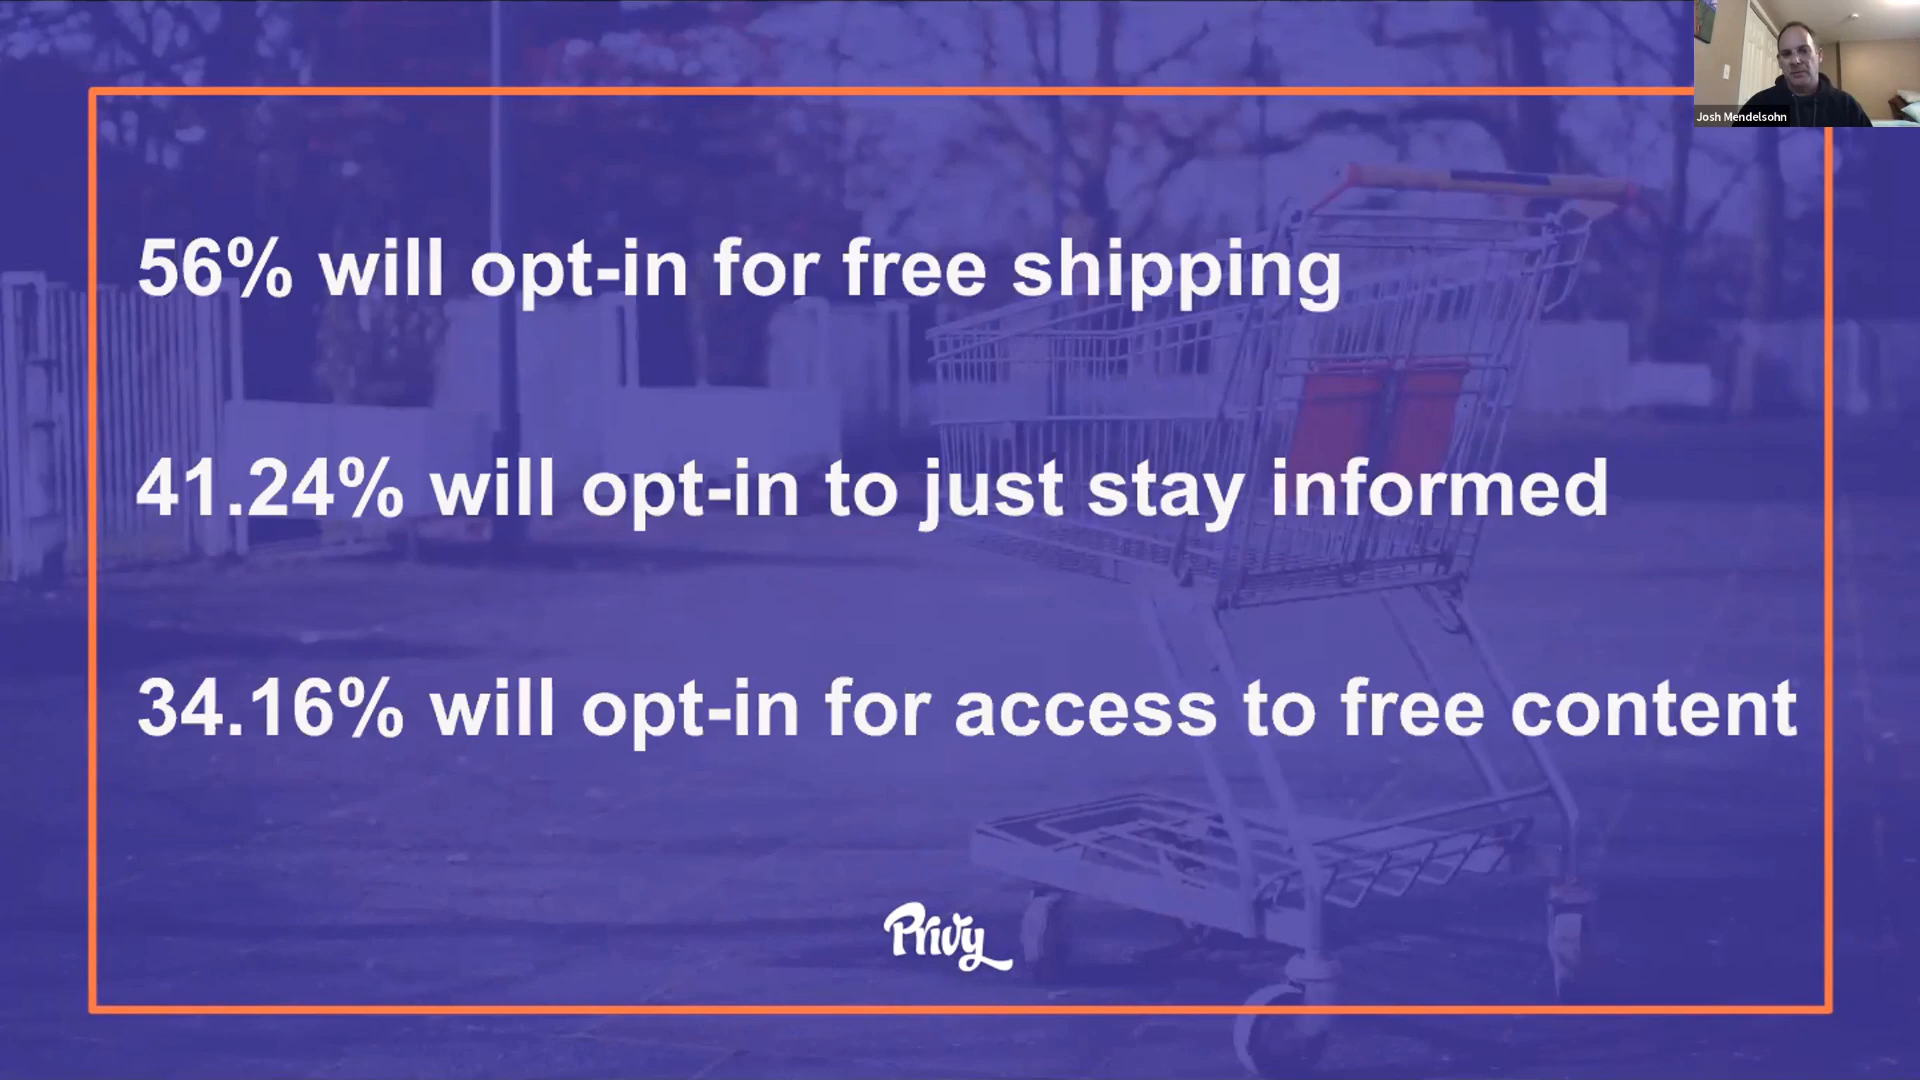 Josh Mendelsohn
56% will opt-in for free shipping
41.24% will opt-in to just stay informed
34.16% will opt-in for access to free content
Privy